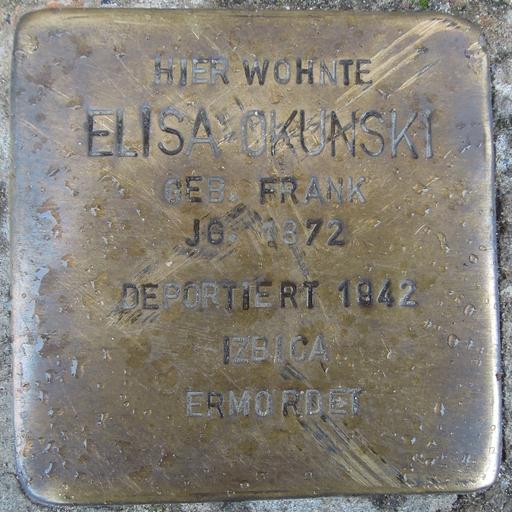 HIER WOHNTE
ELISA OKUNSKI
GEB. FRANK
JG. 1872
DEPORTIERT 1942
IZBICA
ERMORDET